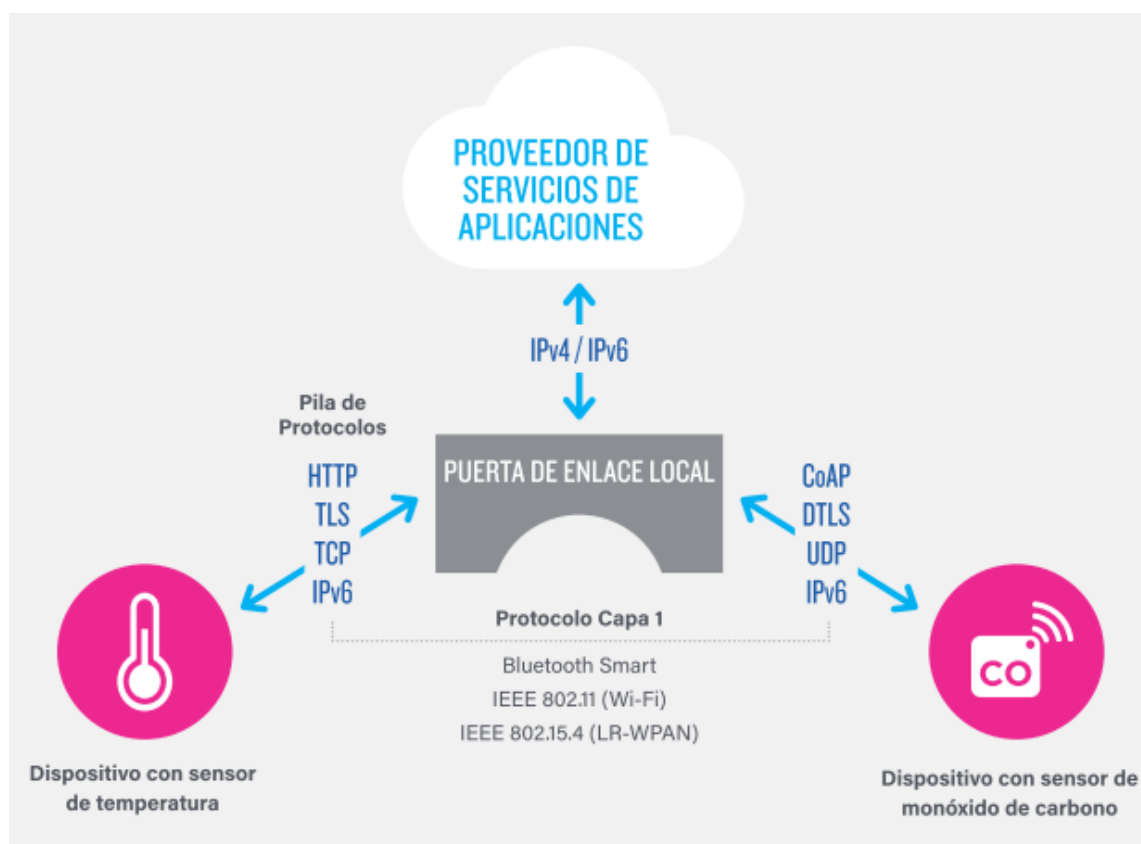 PROVEEDOR DE
SERVICIOS DE
APLICACIONES
IPv4 / IPv6
Pila de
Protocolos
HTTP
TLS
TCP
IPv6
PUERTA DE ENLACE LOCAL
CoAP
DTLS
UDP
IPv6
Protocolo Capa 1
Bluetooth Smart
IEEE 802.11 (Wi-Fi)
IEEE 802.15.4 (LR-WPAN)
CO
Dispositivo con sensor
de temperatura
Dispositivo con sensor de
monóxido de carbono